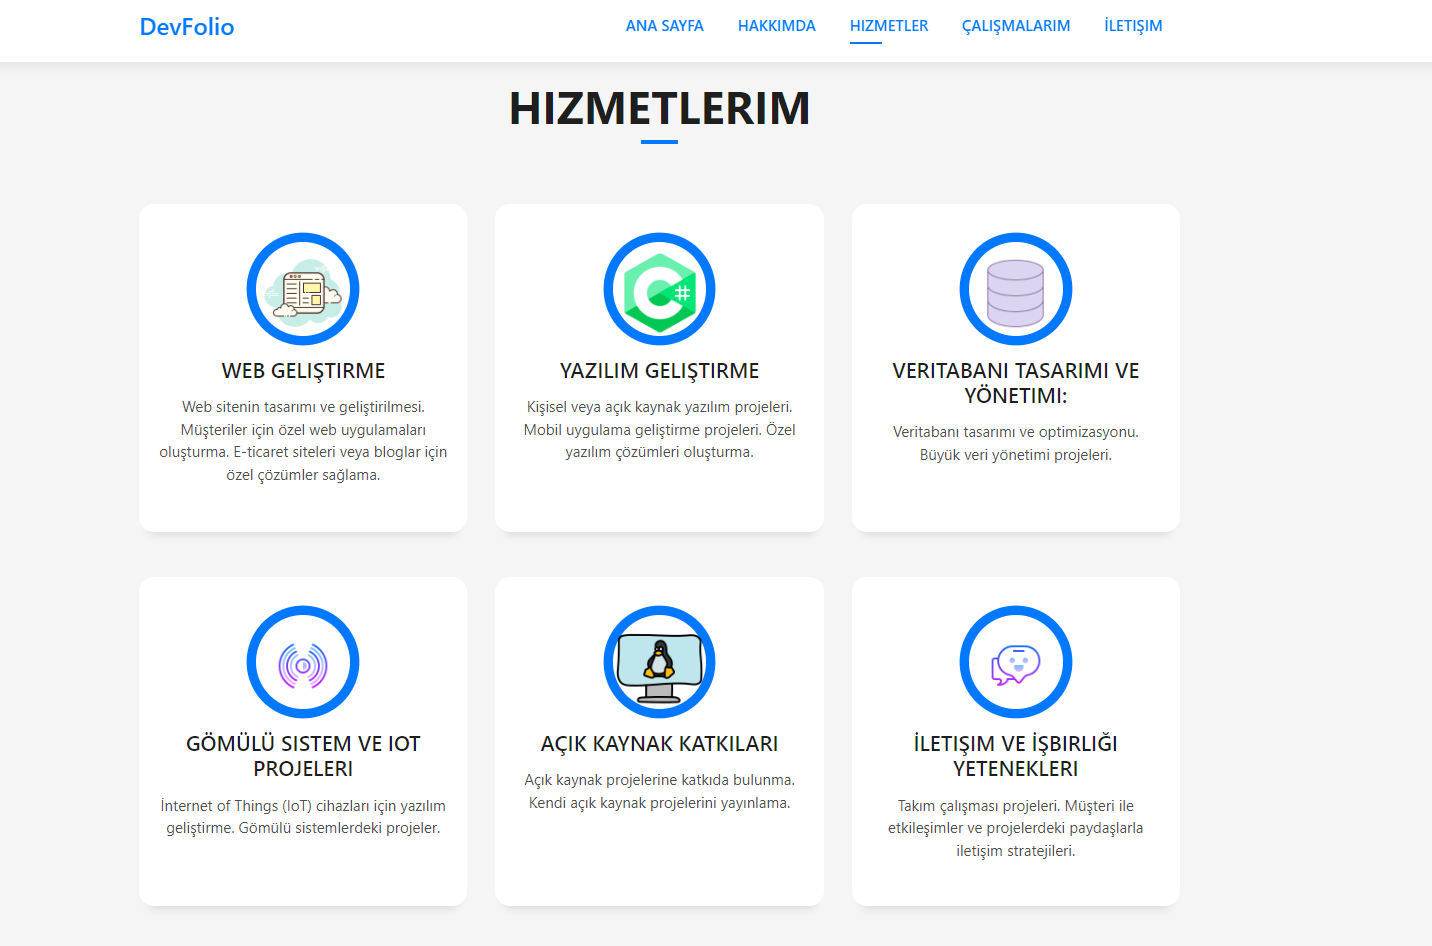 DevFolio
ANA SAYFA HAKKIMDA HIZMETLER ÇALIŞMALARIM İLETIŞIM
HIZMETLERIM
WEB GELIŞTIRME
Web sitenin tasarımı ve geliştirilmesi.
Müşteriler için özel web uygulamaları
oluşturma. E-ticaret siteleri veya bloglar için
özel çözümler sağlama.
YAZILIM GELIŞTIRME
Kişisel veya açık kaynak yazılım projeleri.
Mobil uygulama geliştirme projeleri. Özel
yazılım çözümleri oluşturma.
VERITABANI TASARIMI VE
YÖNETIMI:
Veritabanı tasarımı ve optimizasyonu.
Büyük veri yönetimi projeleri.
GÖMÜLÜ SISTEM VE IOT
PROJELERI
İnternet of Things (IoT) cihazları için yazılım
geliştirme. Gömülü sistemlerdeki projeler.
AÇIK KAYNAK KATKILARI
Açık kaynak projelerine katkıda bulunma.
Kendi açık kaynak projelerini yayınlama.
İLETIŞIM VE İŞBIRLIĞI
YETENEKLERI
Takım çalışması projeleri. Müşteri ile
etkileşimler ve projelerdeki paydaşlarla
iletişim stratejileri.